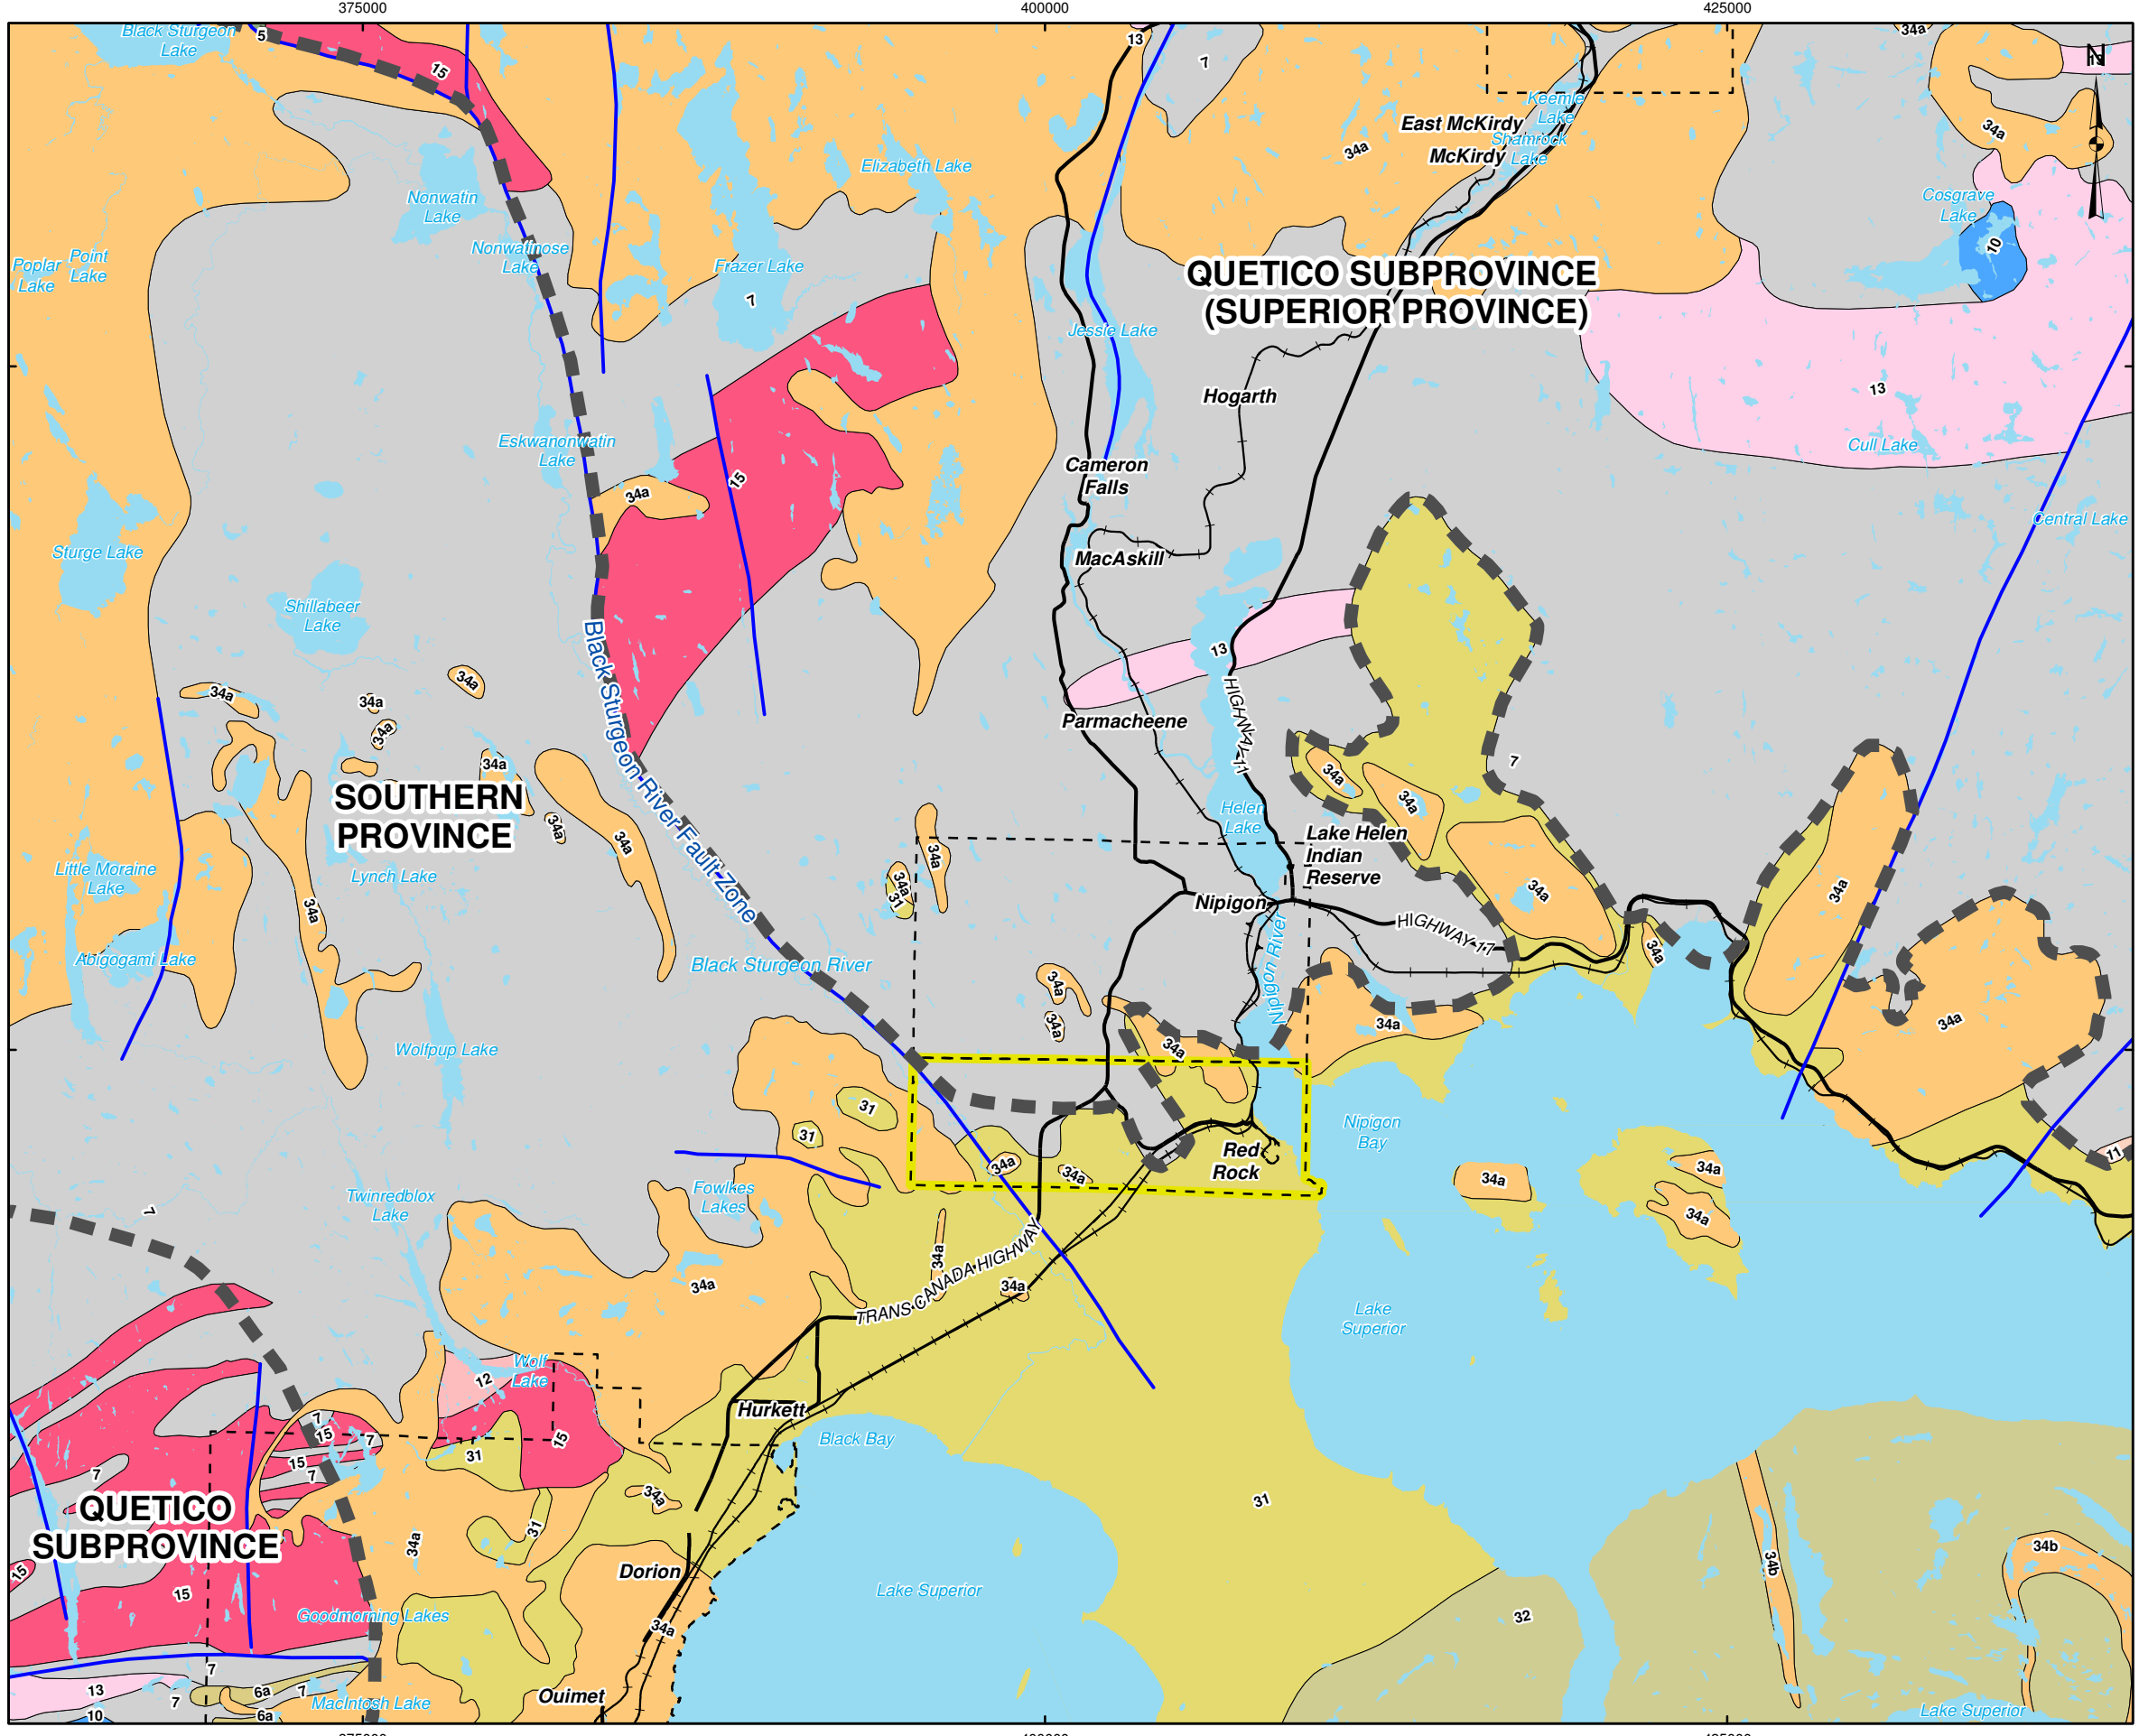 375000
400000
425000
Black Sturgeon
Lake
5
15
13
7
34a
N
13
East McKirdy
Keemle
Lake
McKirdy
Shamrock
Lake
34a
34a
Elizabeth Lake
Nonwatin
Lake
Cosgrave
Lake
10
Nonwatinose
Lake
Poplar
Lake
Point
Lake
Frazer Lake
7
QUETICO SUBPROVINCE
(SUPERIOR PROVINCE)
Jessie Lake
Hogarth
13
Cull Lake
Eskwanonwatin
Lake
Cameron
Falls
15
34a
Central Lake
Sturge Lake
MacAskill
Shillabeer
Lake
13
Black Sturgeon River Fault Zone
34a
34a
34a
34a
Parmacheene
HIGHWAY 11
34a
7
34a
34a
SOUTHERN
PROVINCE
34a
34a
Helen
Lake
Lake Helen
Indian
Reserve
Little Moraine
Lake
Lynch Lake
34a
34a
31
34a
34a
34a
Nipigon
HIGHWAY 17
34a
Abigogami Lake
Black Sturgeon River
Nipigon River
34a
34a
34a
34a
34a
Wolfpup Lake
31
31
Nipigon
Bay
Red
Rock
34a
34a
34a
34a
34a
11
Twinredblox
Lake
Fowlkes
Lakes
7
34a
34a
34a
TRANS CANADA HIGHWAY
Lake
Superior
Wolf
Lake
12
Hurkett
Black Bay
7
15
7
15
31
15
7
7
QUETICO
SUBPROVINCE
34a
31
34a
31
34b
34b
15
15
Dorion
Lake Superior
Goodmorning Lakes
34a
32
7
13
7
6a
7
MacIntosh Lake
Ouimet
Lake Superior
10
6a